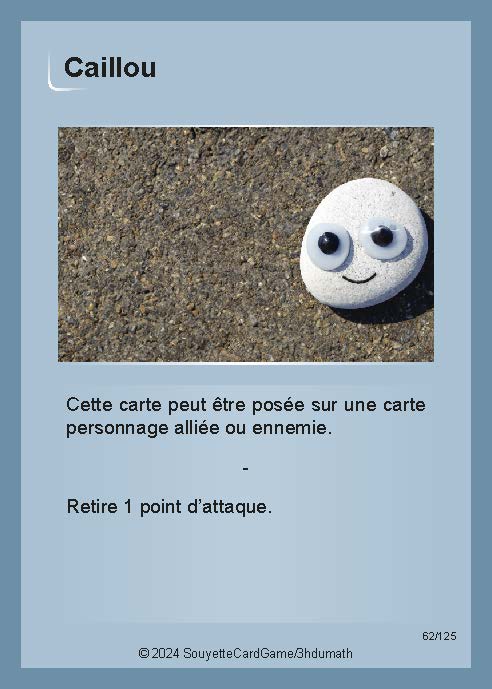 Caillou
Cette carte peut être posée sur une carte
personnage alliée ou ennemie.
-
Retire 1 point d’attaque.
62/125
© 2024 SouyetteCardGame/3hdumath